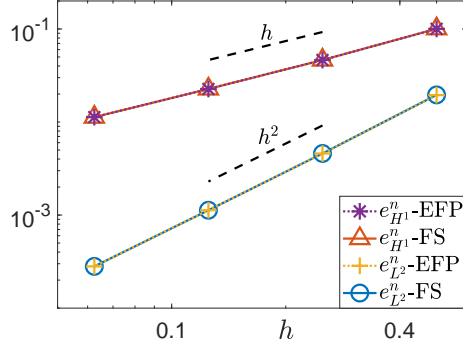 10^{-1}
h
h^2
10^{-3}
e^n_{H^1}-EFP
e^n_{H^1}-FS
e^n_{L^2}-EFP
e^n_{L^2}-FS
0.1 h 0.4